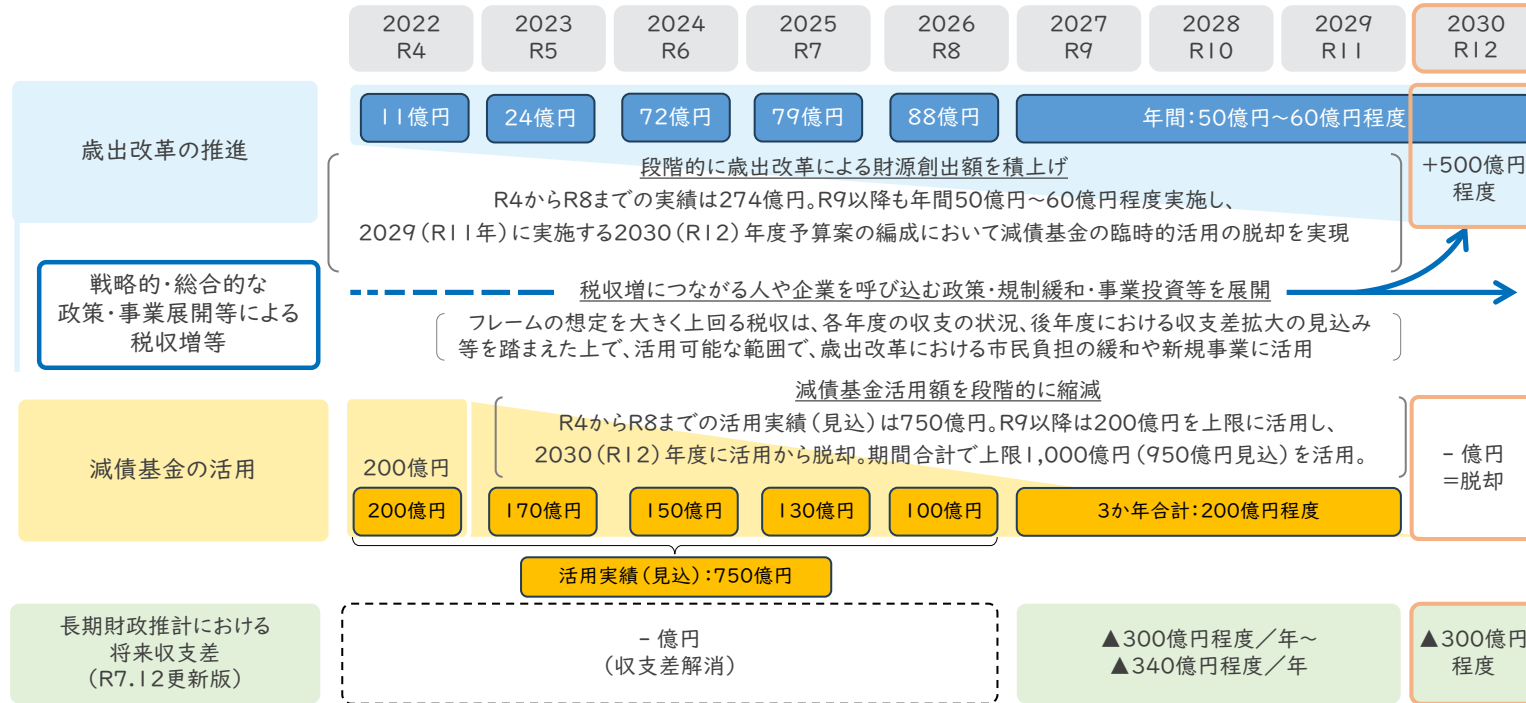 2022
R4
2023
R5
2024
R6
2025
R7
2026
R8
2027
R9
2028
R10
2029
R11
2030
R12
歳出改革の推進
11億円
24億円
72億円
79億円
88億円
年間:50億円～60億円程度
段階的に歳出改革による財源創出額を積上げ
R4からR8までの実績は274億円。R9以降も年間50億円～60億円程度実施し、
2029(R11年)に実施する2030(R12)年度予算案の編成において減債基金の臨時的活用の脱却を実現
+500億円
程度
戦略的・総合的な
政策・事業展開等による
税収増等
税収増につながる人や企業を呼び込む政策・規制緩和・事業投資等を展開
フレームの想定を大きく上回る税収は、各年度の収支の状況、後年度における収支差拡大の見込み
等を踏まえた上で、活用可能な範囲で、歳出改革における市民負担の緩和や新規事業に活用
減債基金の活用
減債基金活用額を段階的に縮減
R4からR8までの活用実績(見込)は750億円。R9以降は200億円を上限に活用し、
2030(R12)年度に活用から脱却。期間合計で上限1,000億円(950億円見込)を活用。
200億円
200億円
170億円
150億円
130億円
100億円
3か年合計:200億円程度
- 億円
=脱却
活用実績(見込):750億円
長期財政推計における
将来収支差
(R7.12更新版)
- 億円
(収支差解消)
▲300億円程度/年～
▲340億円程度/年
▲300億円
程度